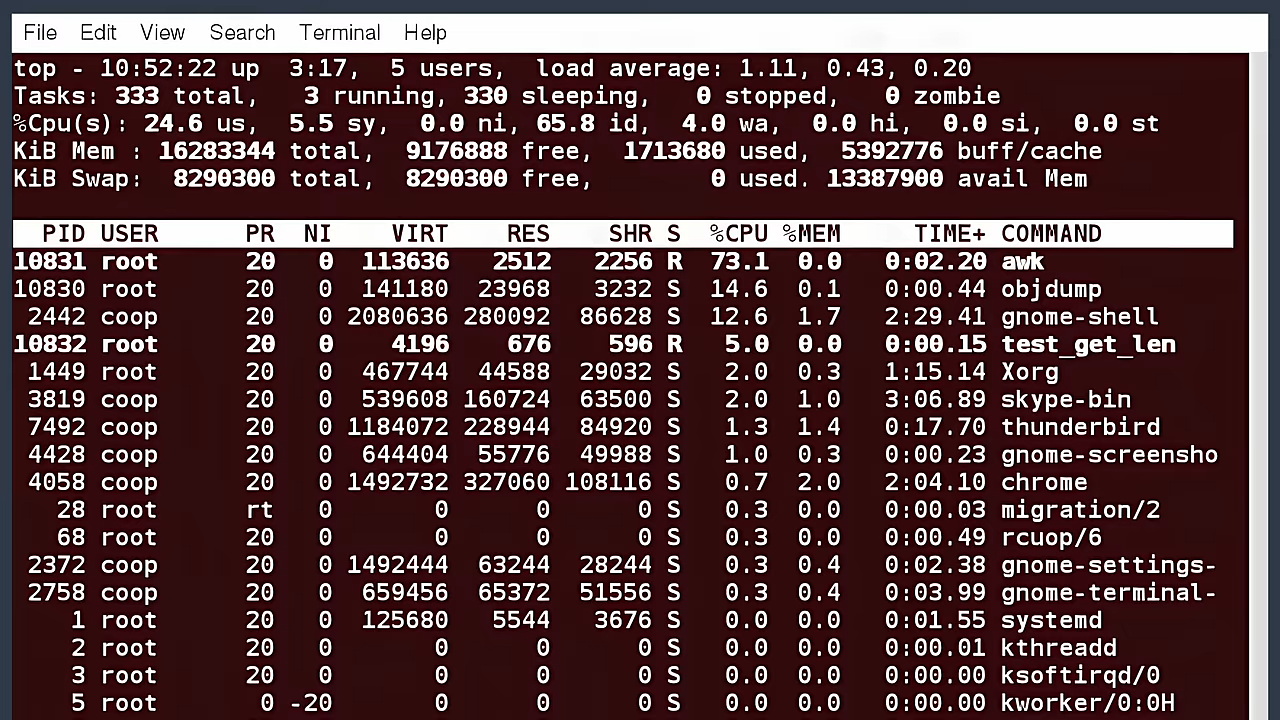 File Edit View Search Terminal Help
top - 10:52:22 up  3:17,  5 users,  load average: 1.11, 0.43, 0.20
Tasks: 333 total,   3 running, 330 sleeping,   0 stopped,   0 zombie
%Cpu(s): 24.6 us,  5.5 sy,  0.0 ni, 65.8 id,  4.0 wa,  0.0 hi,  0.0 si,  0.0 st
KiB Mem : 16283344 total,  9176888 free,  1713680 used,  5392776 buff/cache
KiB Swap:  8290300 total,  8290300 free,        0 used. 13387900 avail Mem
  PID USER      PR  NI    VIRT    RES    SHR S  %CPU %MEM     TIME+ COMMAND
10831 root      20   0  113636   2512   2256 R  73.1  0.0   0:02.20 awk
10830 root      20   0  141180  23968   3232 S  14.6  0.1   0:00.44 objdump
 2442 coop      20   0 2080636 280092  86628 S  12.6  1.7   2:29.41 gnome-shell
10832 root      20   0    4196    676    596 R   5.0  0.0   0:00.15 test_get_len
 1449 root      20   0  467744  44588  29032 S   2.0  0.3   1:15.14 Xorg
 3819 coop      20   0  539608 160724  63500 S   2.0  1.0   3:06.89 skype-bin
 7492 coop      20   0 1184072 228944  84920 S   1.3  1.4   0:17.70 thunderbird
 4428 coop      20   0  644404  55776  49988 S   1.0  0.3   0:00.23 gnome-screensho
 4058 coop      20   0 1492732 327060 108116 S   0.7  2.0   2:04.10 chrome
   28 root      rt   0       0      0      0 S   0.3  0.0   0:00.03 migration/2
   68 root      20   0       0      0      0 S   0.3  0.0   0:00.49 rcuop/6
 2372 coop      20   0 1492444  63244  28244 S   0.3  0.4   0:02.38 gnome-settings-
 2758 coop      20   0  659456  65372  51556 S   0.3  0.4   0:03.99 gnome-terminal-
    1 root      20   0  125680   5544   3676 S   0.0  0.0   0:01.55 systemd
    2 root      20   0       0      0      0 S   0.0  0.0   0:00.01 kthreadd
    3 root      20   0       0      0      0 S   0.0  0.0   0:00.00 ksoftirqd/0
    5 root       0 -20       0      0      0 S   0.0  0.0   0:00.00 kworker/0:0H